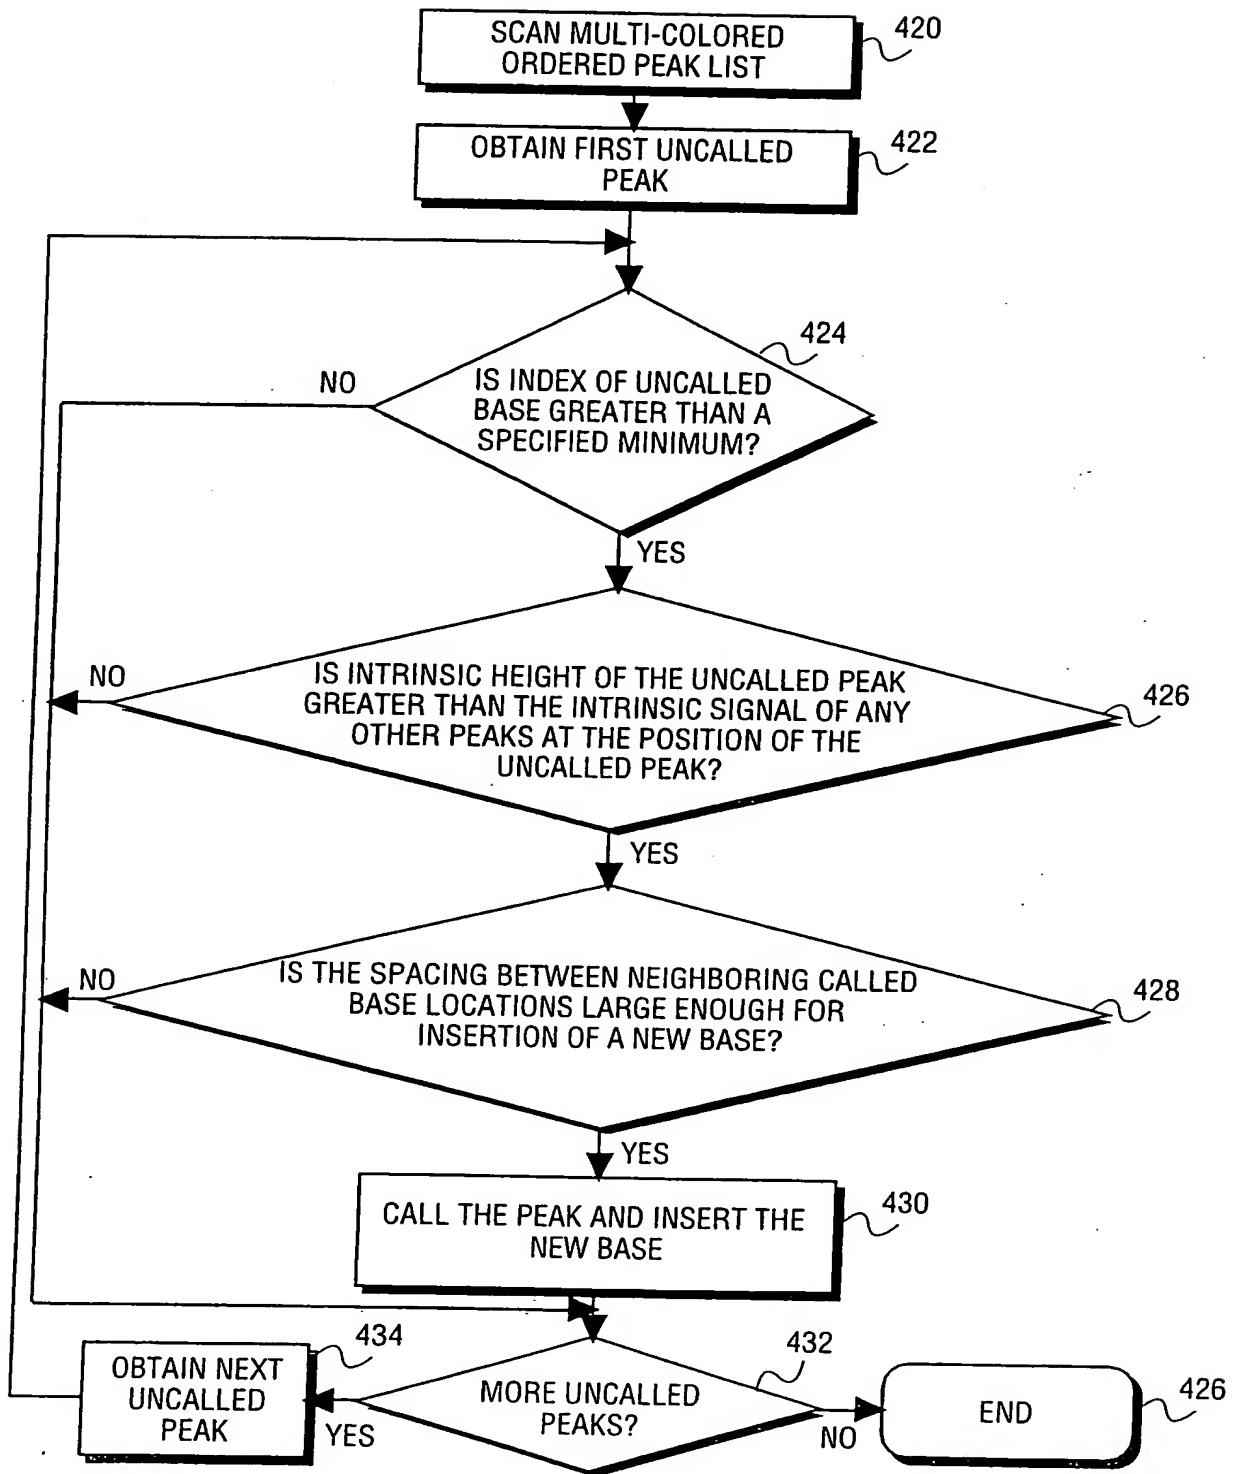 SCAN MULTI-COLORED
ORDERED PEAK LIST
420
OBTAIN FIRST UNCALLED
PEAK
422
424
NO
IS INDEX OF UNCALLED
BASE GREATER THAN A
SPECIFIED MINIMUM?
YES
NO
IS INTRINSIC HEIGHT OF THE UNCALLED PEAK
GREATER THAN THE INTRINSIC SIGNAL OF ANY
OTHER PEAKS AT THE POSITION OF THE
UNCALLED PEAK?
426
YES
NO
IS THE SPACING BETWEEN NEIGHBORING CALLED
BASE LOCATIONS LARGE ENOUGH FOR
INSERTION OF A NEW BASE?
428
YES
CALL THE PEAK AND INSERT THE
NEW BASE
430
434
OBTAIN NEXT
UNCALLED
PEAK
YES
432
MORE UNCALLED
PEAKS?
NO
END
426